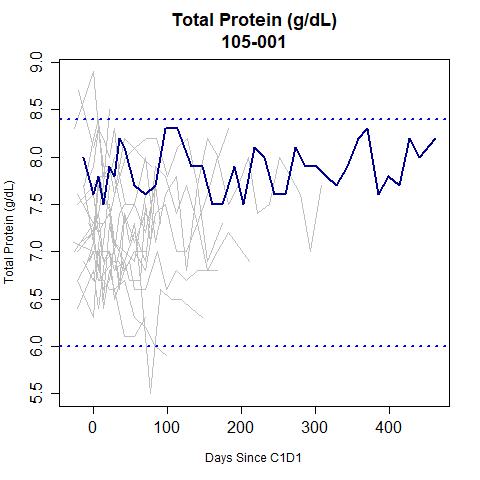 Total Protein (g/dL)
105-001
Total Protein (g/dL)
9.0
8.5
8.0
7.5
7.0
6.5
6.0
5.5
0 100 200 300 400
Days Since C1D1